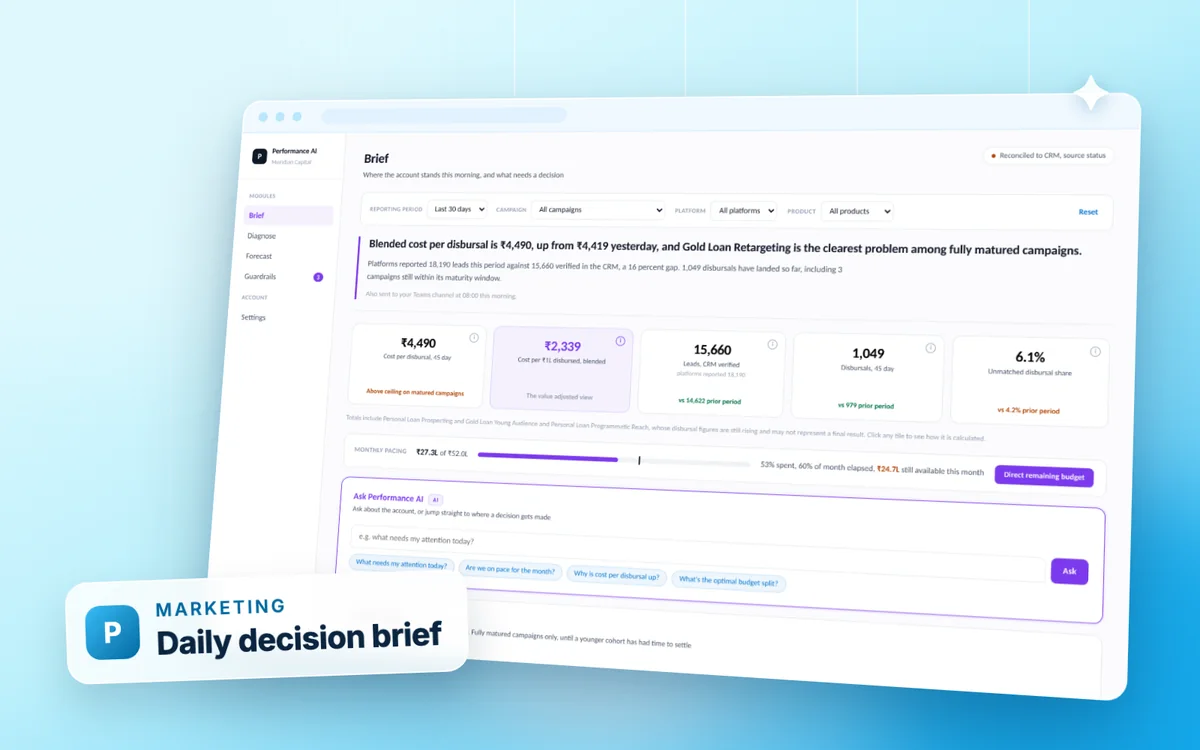 Performance AI
Meridian Capital
MODULES
Brief
Diagnose
Forecast
Guardrails 2
ACCOUNT
Settings
Brief
Where the account stands this morning, and what needs a decision
Reconciled to CRM, source status
REPORTING PERIOD Last 30 days CAMPAIGN All campaigns PLATFORM All platforms PRODUCT All products Reset
Blended cost per disbursal is ₹4,490, up from ₹4,419 yesterday, and Gold Loan Retargeting is the clearest problem among fully matured campaigns.
Platforms reported 18,190 leads this period against 15,660 verified in the CRM, a 16 percent gap. 1,049 disbursals have landed so far, including 3
campaigns still within its maturity window.
Also sent to your Teams channel at 08:00 this morning.
₹4,490
Cost per disbursal, 45 day
Above ceiling on matured campaigns
₹2,339
Cost per ₹1L disbursed, blended
The value adjusted view
15,660
Leads, CRM verified
platforms reported 18,190
vs 14,622 prior period
1,049
Disbursals, 45 day
vs 979 prior period
6.1%
Unmatched disbursal share
vs 4.2% prior period
Totals include Personal Loan Prospecting and Gold Loan Young Audience and Personal Loan Programmatic Reach, whose disbursal figures are still rising and may not represent a final result. Click any tile to see how it is calculated.
MONTHLY PACING ₹27.3L of ₹52.0L 53% spent, 60% of month elapsed, ₹24.7L still available this month Direct remaining budget
Ask Performance AI AI
Ask about the account, or jump straight to where a decision gets made
e.g. what needs my attention today?
Ask
What needs my attention today? Are we on pace for the month? Why is cost per disbursal up? What's the optimal budget split?
Fully matured campaigns only, until a younger cohort has had time to settle
P
MARKETING
Daily decision brief